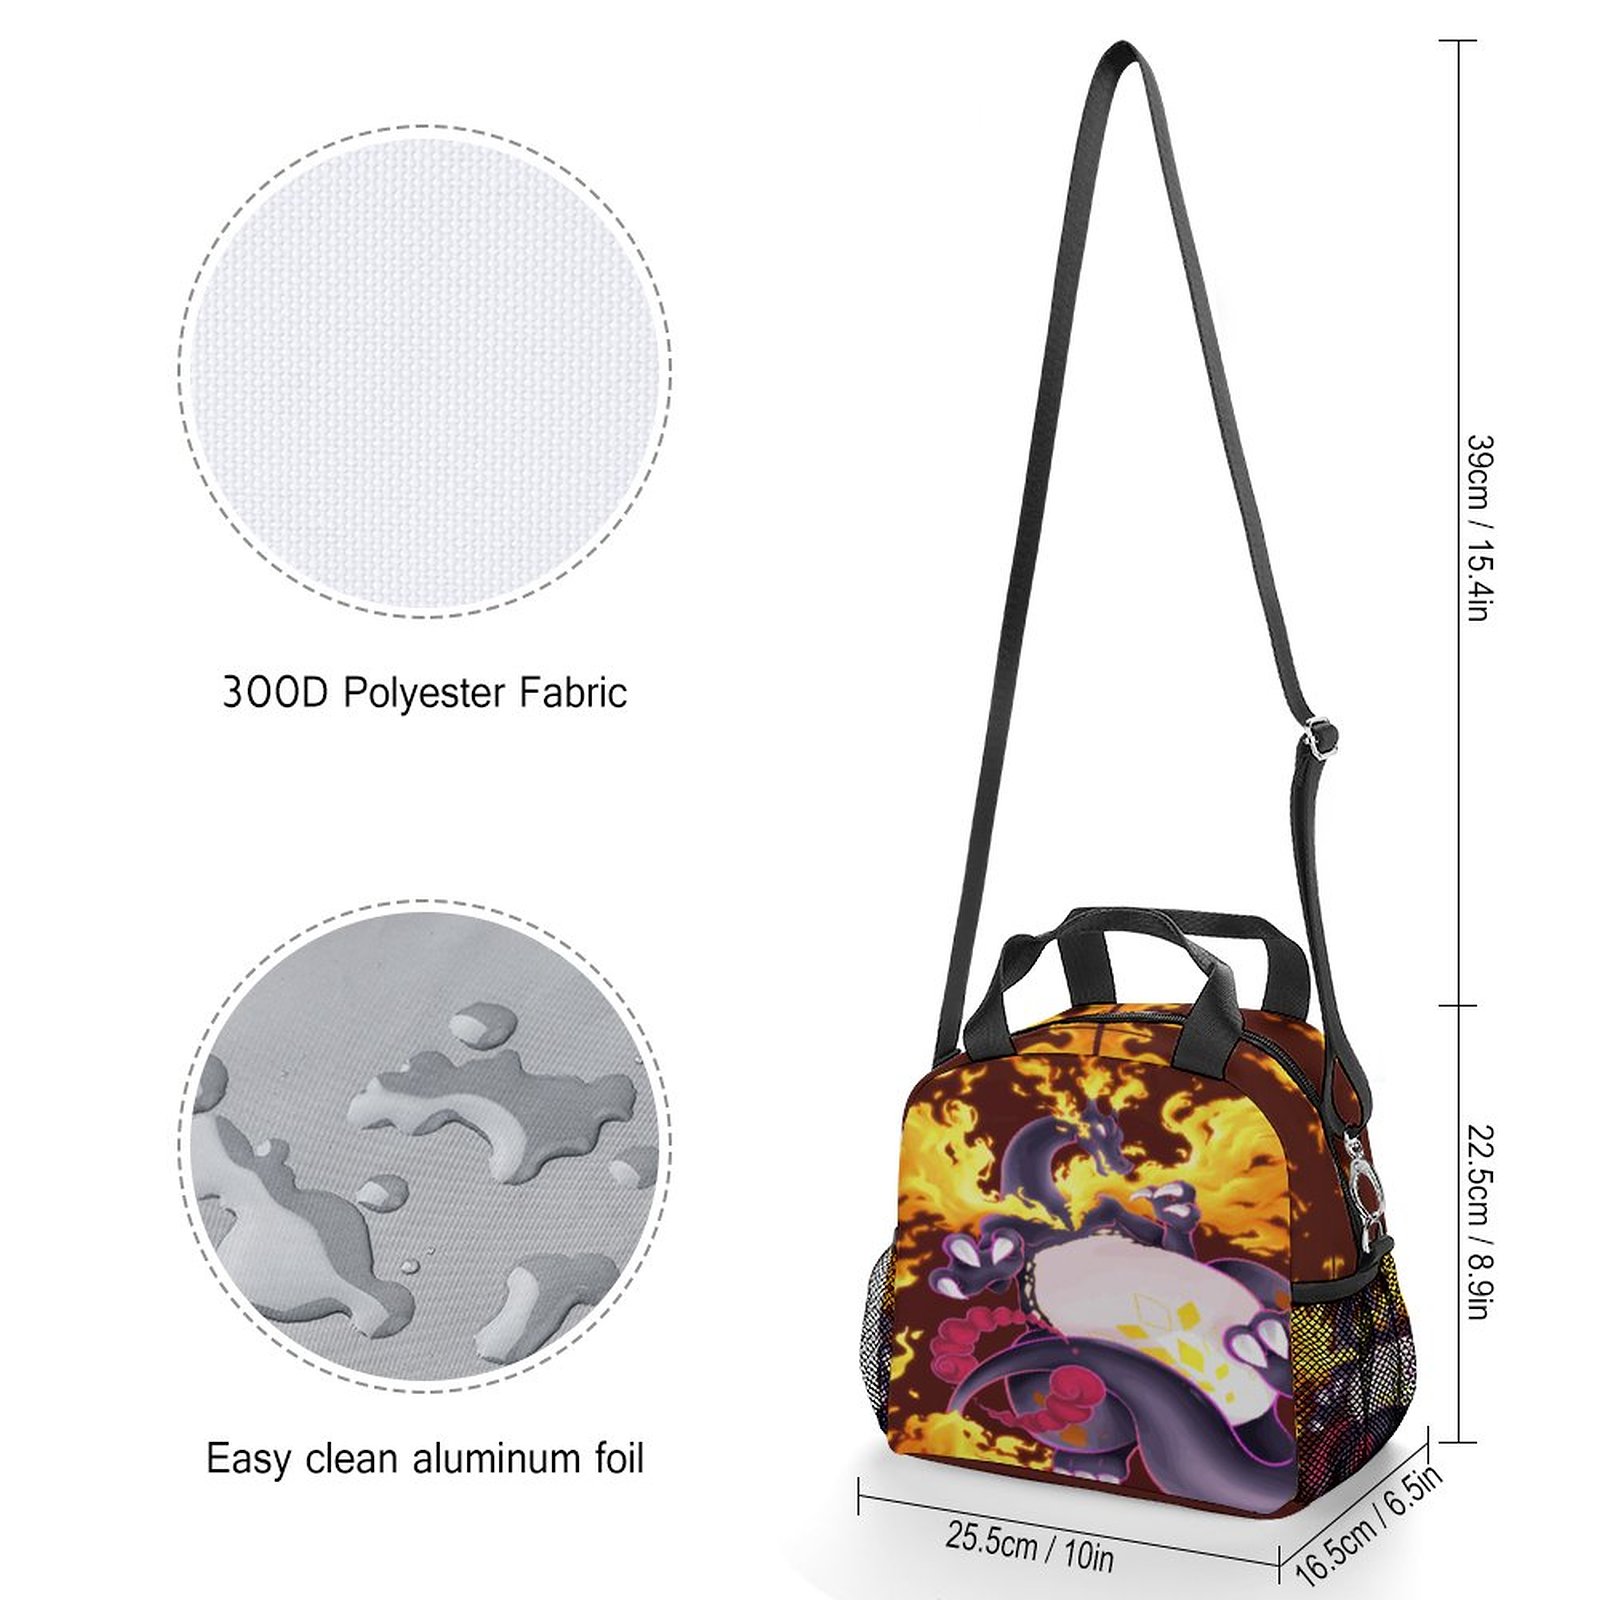 300D Polyester Fabric
Easy clean aluminum foil
39cm / 15.4in
22.5cm / 8.9in
25.5cm / 10in
16.5cm / 6.5in